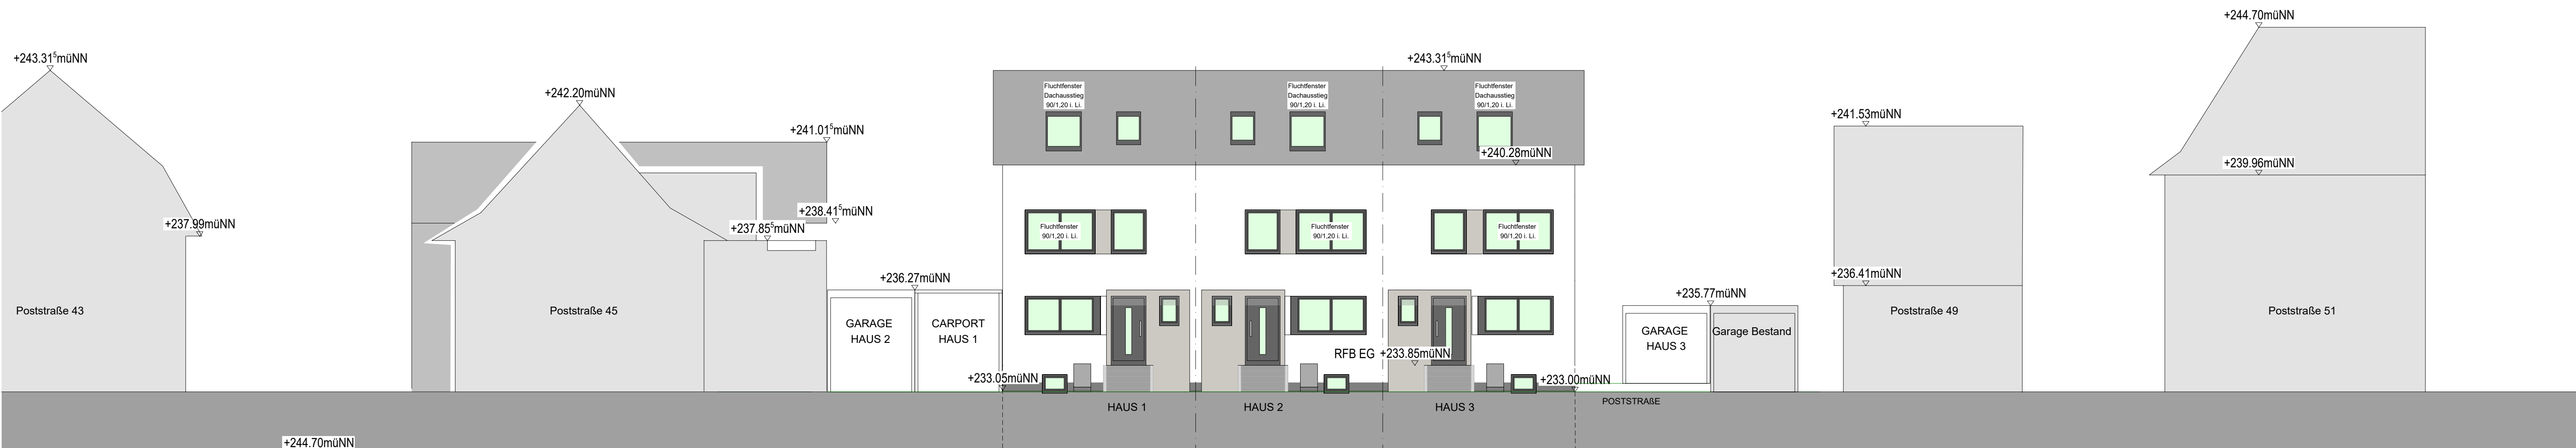 +244.70müNN
+243.31⁵müNN
+243.31⁵müNN
+242.20müNN
Fluchtfenster
Dachausstieg
90/1,20 i. Li.
Fluchtfenster
Dachausstieg
90/1,20 i. Li.
Fluchtfenster
Dachausstieg
90/1,20 i. Li.
+241.53müNN
+241.01⁵müNN
+240.28müNN
+239.96müNN
+238.41⁵müNN
+237.99müNN
+237.85⁵müNN
Fluchtfenster
90/1,20 i. Li.
Fluchtfenster
90/1,20 i. Li.
Fluchtfenster
90/1,20 i. Li.
+236.41müNN
+236.27müNN
+235.77müNN
Poststraße 43
Poststraße 45
GARAGE
HAUS 2
CARPORT
HAUS 1
GARAGE
HAUS 3
Garage Bestand
Poststraße 49
Poststraße 51
RFB EG +233.85müNN
+233.05müNN
+233.00müNN
HAUS 1
HAUS 2
HAUS 3
POSTSTRAßE
+244.70müNN